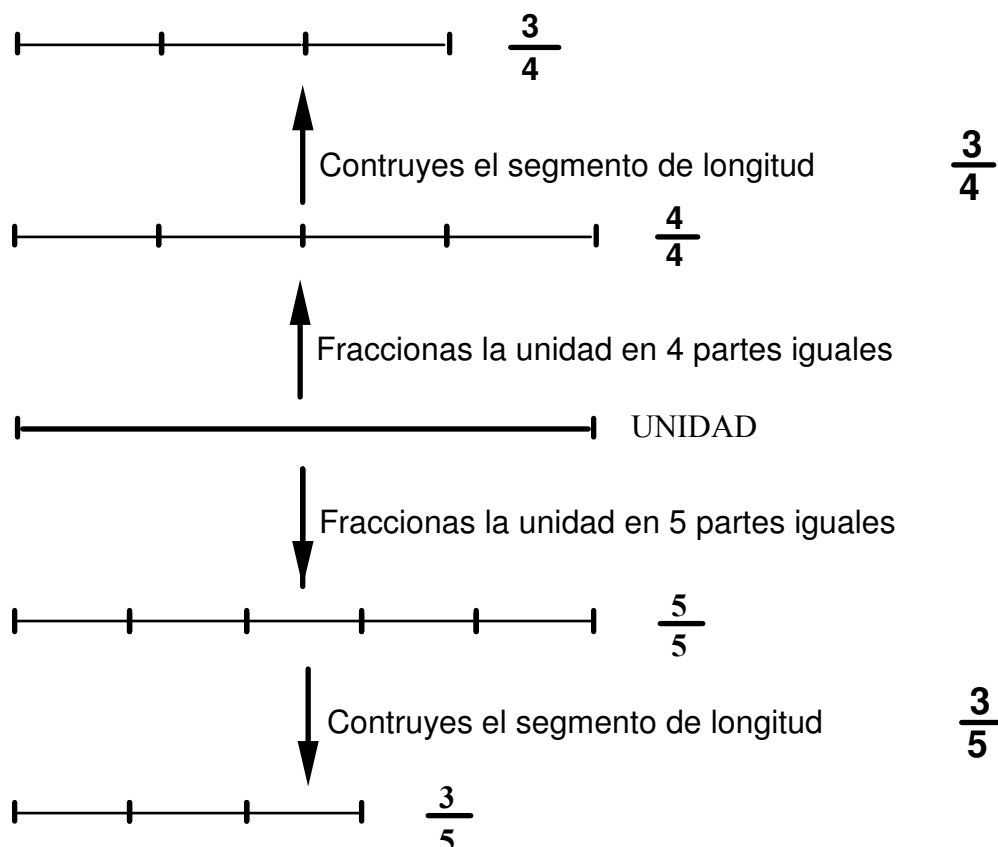 3
4
Contruyes el segmento de longitud 3
4
4
4
Fraccionas la unidad en 4 partes iguales
UNIDAD
Fraccionas la unidad en 5 partes iguales
5
5
Contruyes el segmento de longitud 3
5
3
5